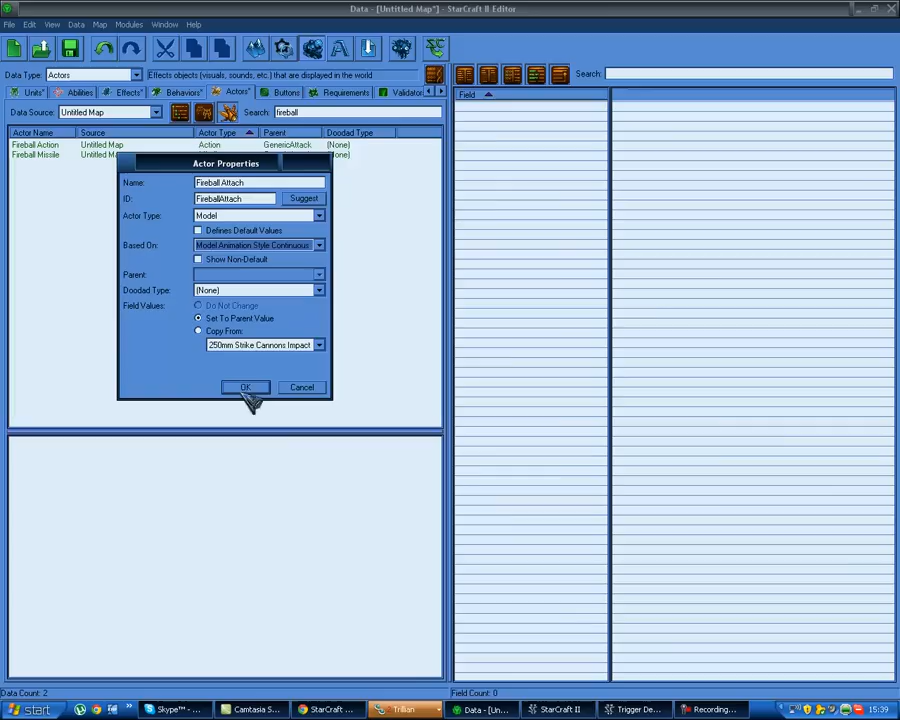 Data - [Untitled Map*] - StarCraft II Editor
File Edit View Data Map Modules Window Help
Data Type: Actors Effects objects (visuals, sounds, etc.) that are displayed in the world Search:
Units* Abilities Effects* Behaviors* Actors* Buttons Requirements Validator
Data Source: Untitled Map Search: fireball
Actor Name Source Actor Type Parent Doodad Type
Fireball Action Untitled Map Action GenericAttack (None)
Fireball Missile Untitled M (None)
Field
Actor Properties
Name: Fireball Attach
ID: FireballAttach Suggest
Actor Type: Model
Defines Default Values
Based On: Model Animation Style Continuous
Show Non-Default
Parent:
Doodad Type: (None)
Field Values: Do Not Change
Set To Parent Value
Copy From:
250mm Strike Cannons Impact
OK Cancel
Data Count: 2 Field Count: 0
start Skype™ - ... Camtasia S... StarCraft ... Trillian Data - [Un... StarCraft II Trigger De... Recording... 15:39